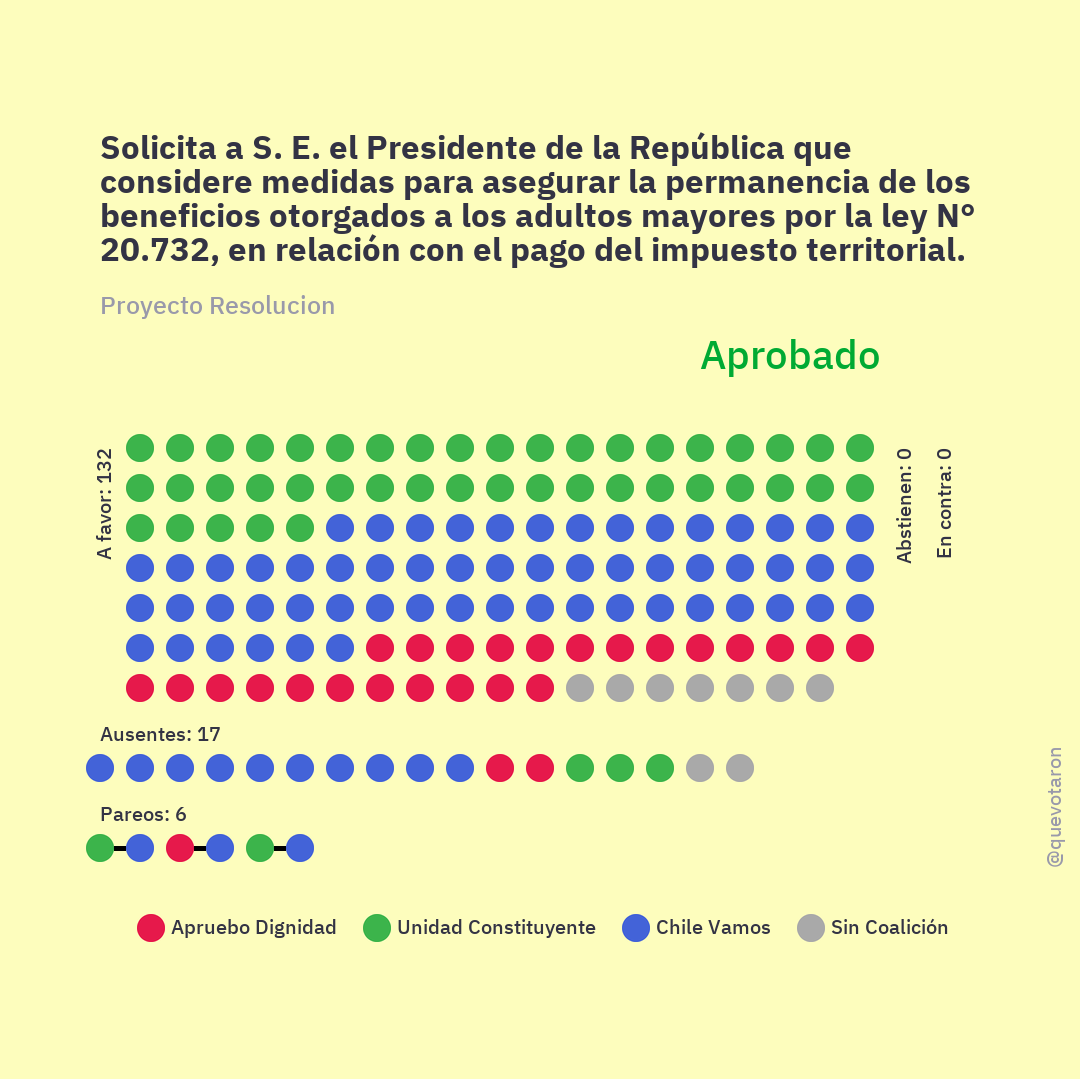 Solicita a S. E. el Presidente de la República que
considere medidas para asegurar la permanencia de los
beneficios otorgados a los adultos mayores por la ley N°
20.732, en relación con el pago del impuesto territorial.
Proyecto Resolucion
Aprobado
A favor: 132
Abstienen: 0
En contra: 0
Ausentes: 17
Pareos: 6
@quevotaron
Apruebo Dignidad
Unidad Constituyente
Chile Vamos
Sin Coalición